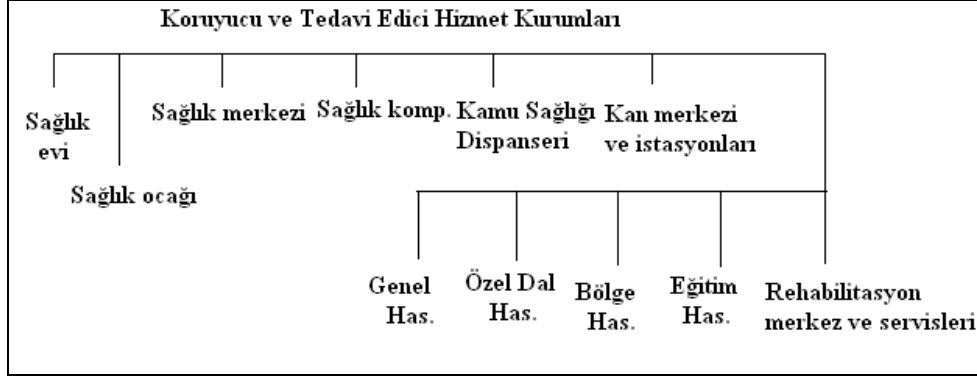 Koruyucu ve Tedavi Edici Hizmet Kurumları
Sağlık
evi
Sağlık ocağı
Sağlık merkezi
Sağlık komp.
Kamu Sağlığı
Dispanseri
Kan merkezi
ve istasyonları
Genel
Has.
Özel Dal
Has.
Bölge
Has.
Eğitim
Has.
Rehabilitasyon
merkez ve servisleri